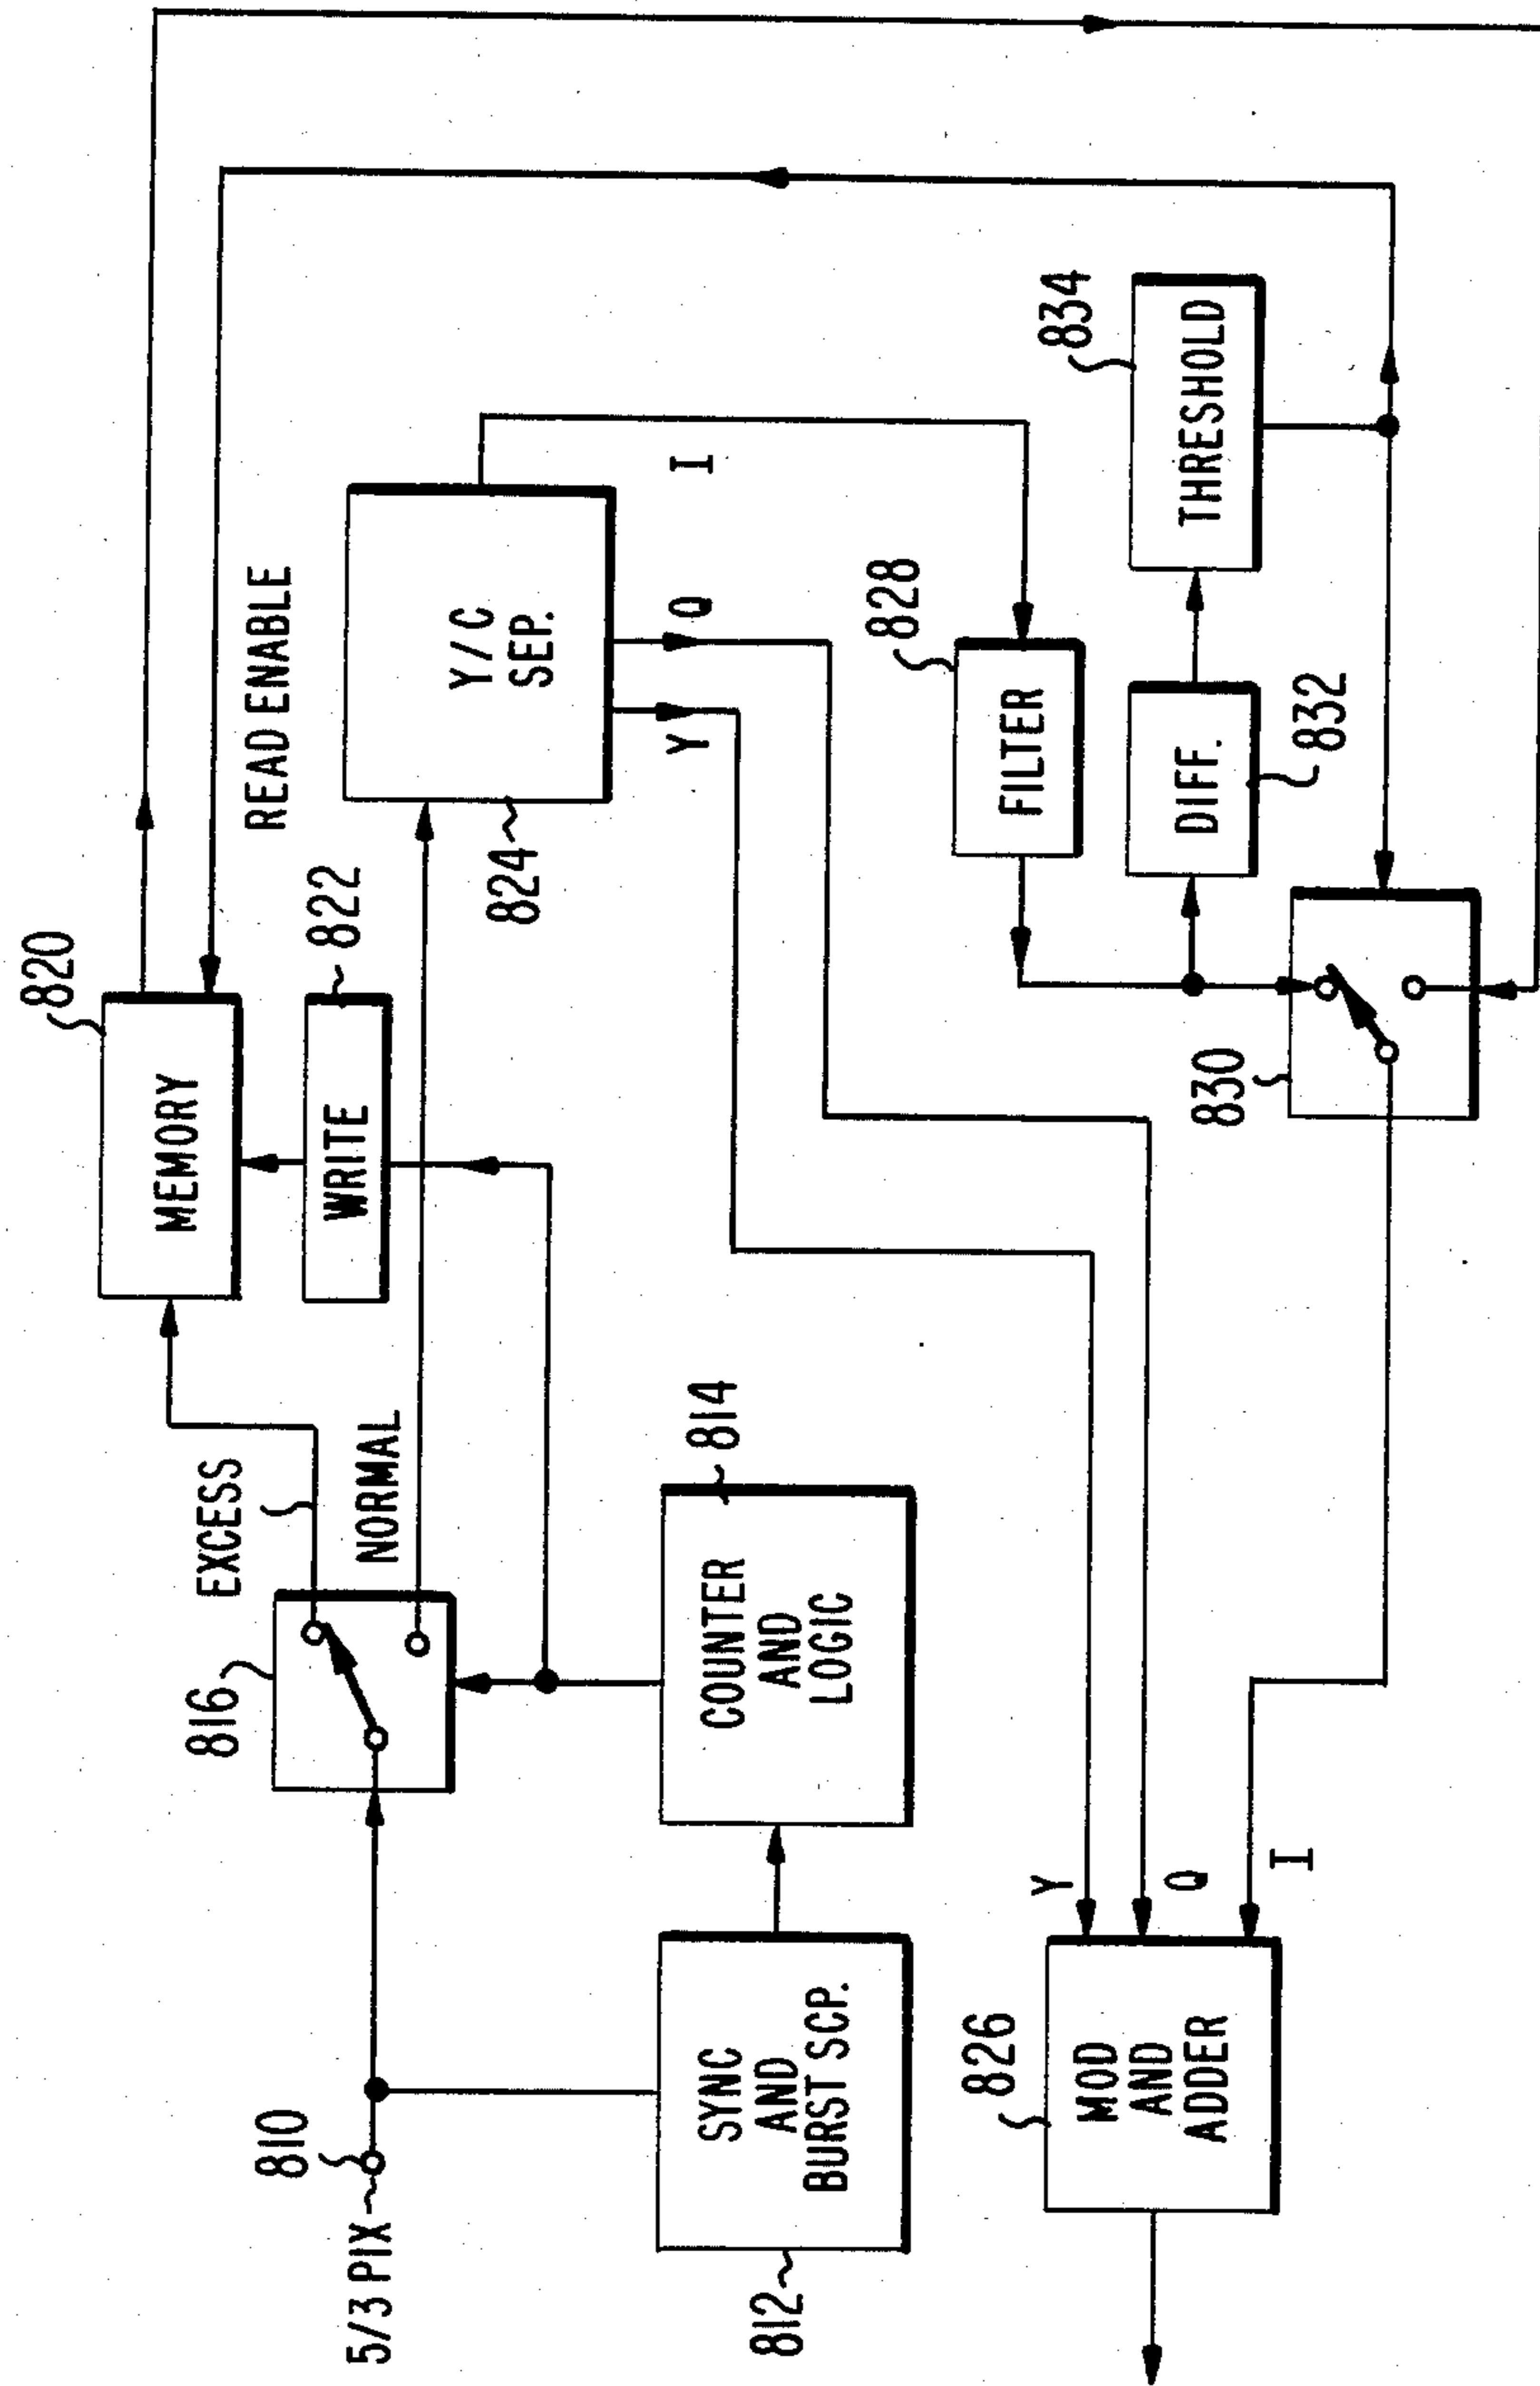 820
MEMORY
822
WRITE
READ ENABLE
EXCESS
NORMAL
816
810
5/3 PIX
Y/C
SEP.
824
Y
Q
I
814
COUNTER
AND
LOGIC
SYNC
AND
BURST SCP.
812
828
FILTER
834
THRESHOLD
DIFF.
832
830
826
MOD
AND
ADDER
Y
Q
I